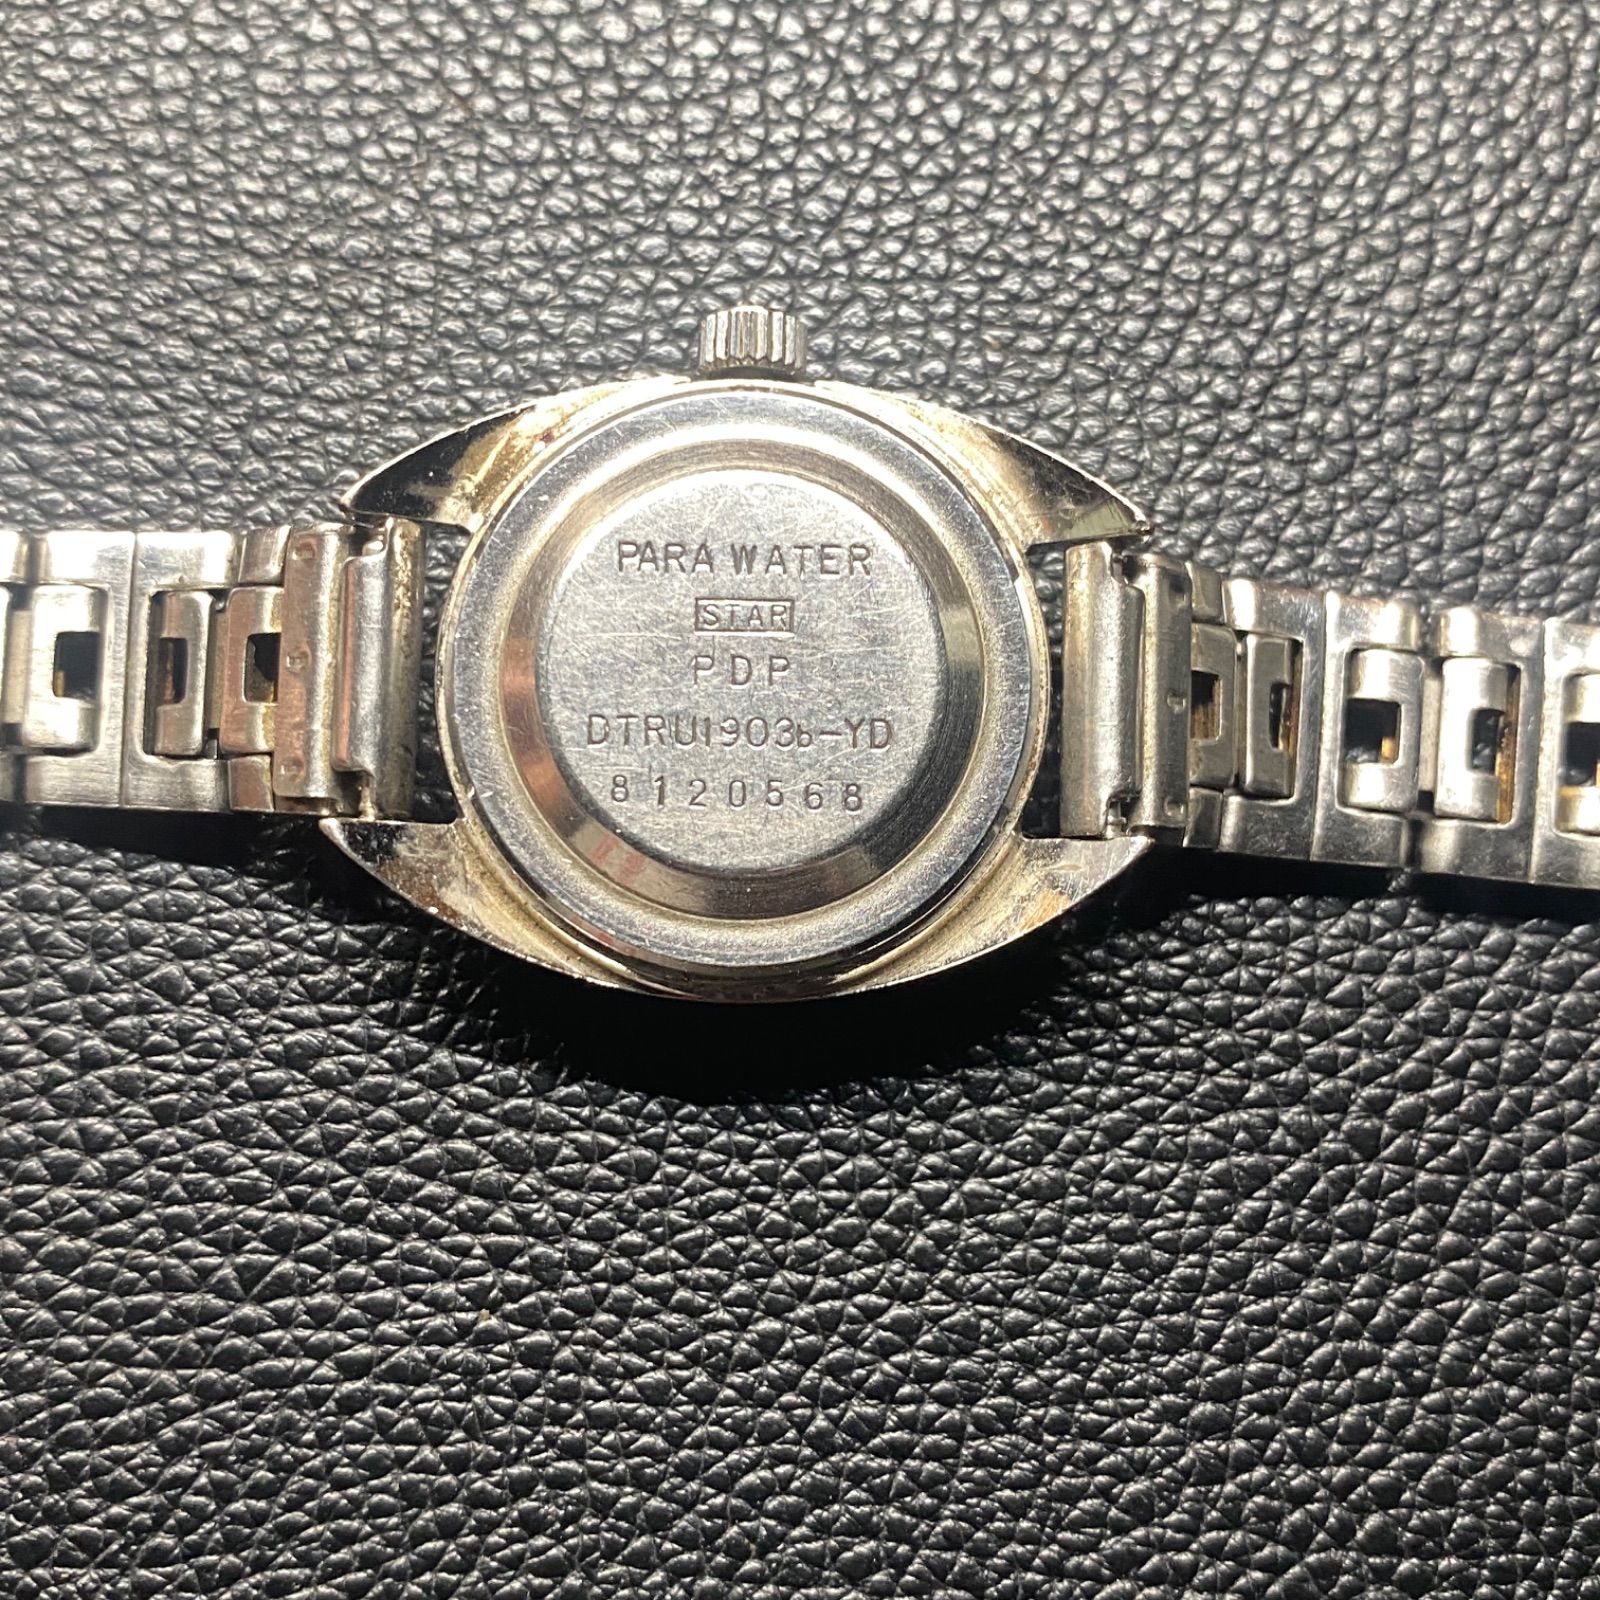 PARA WATER
STAR
PDP
DTRU1903b-YD
8120568